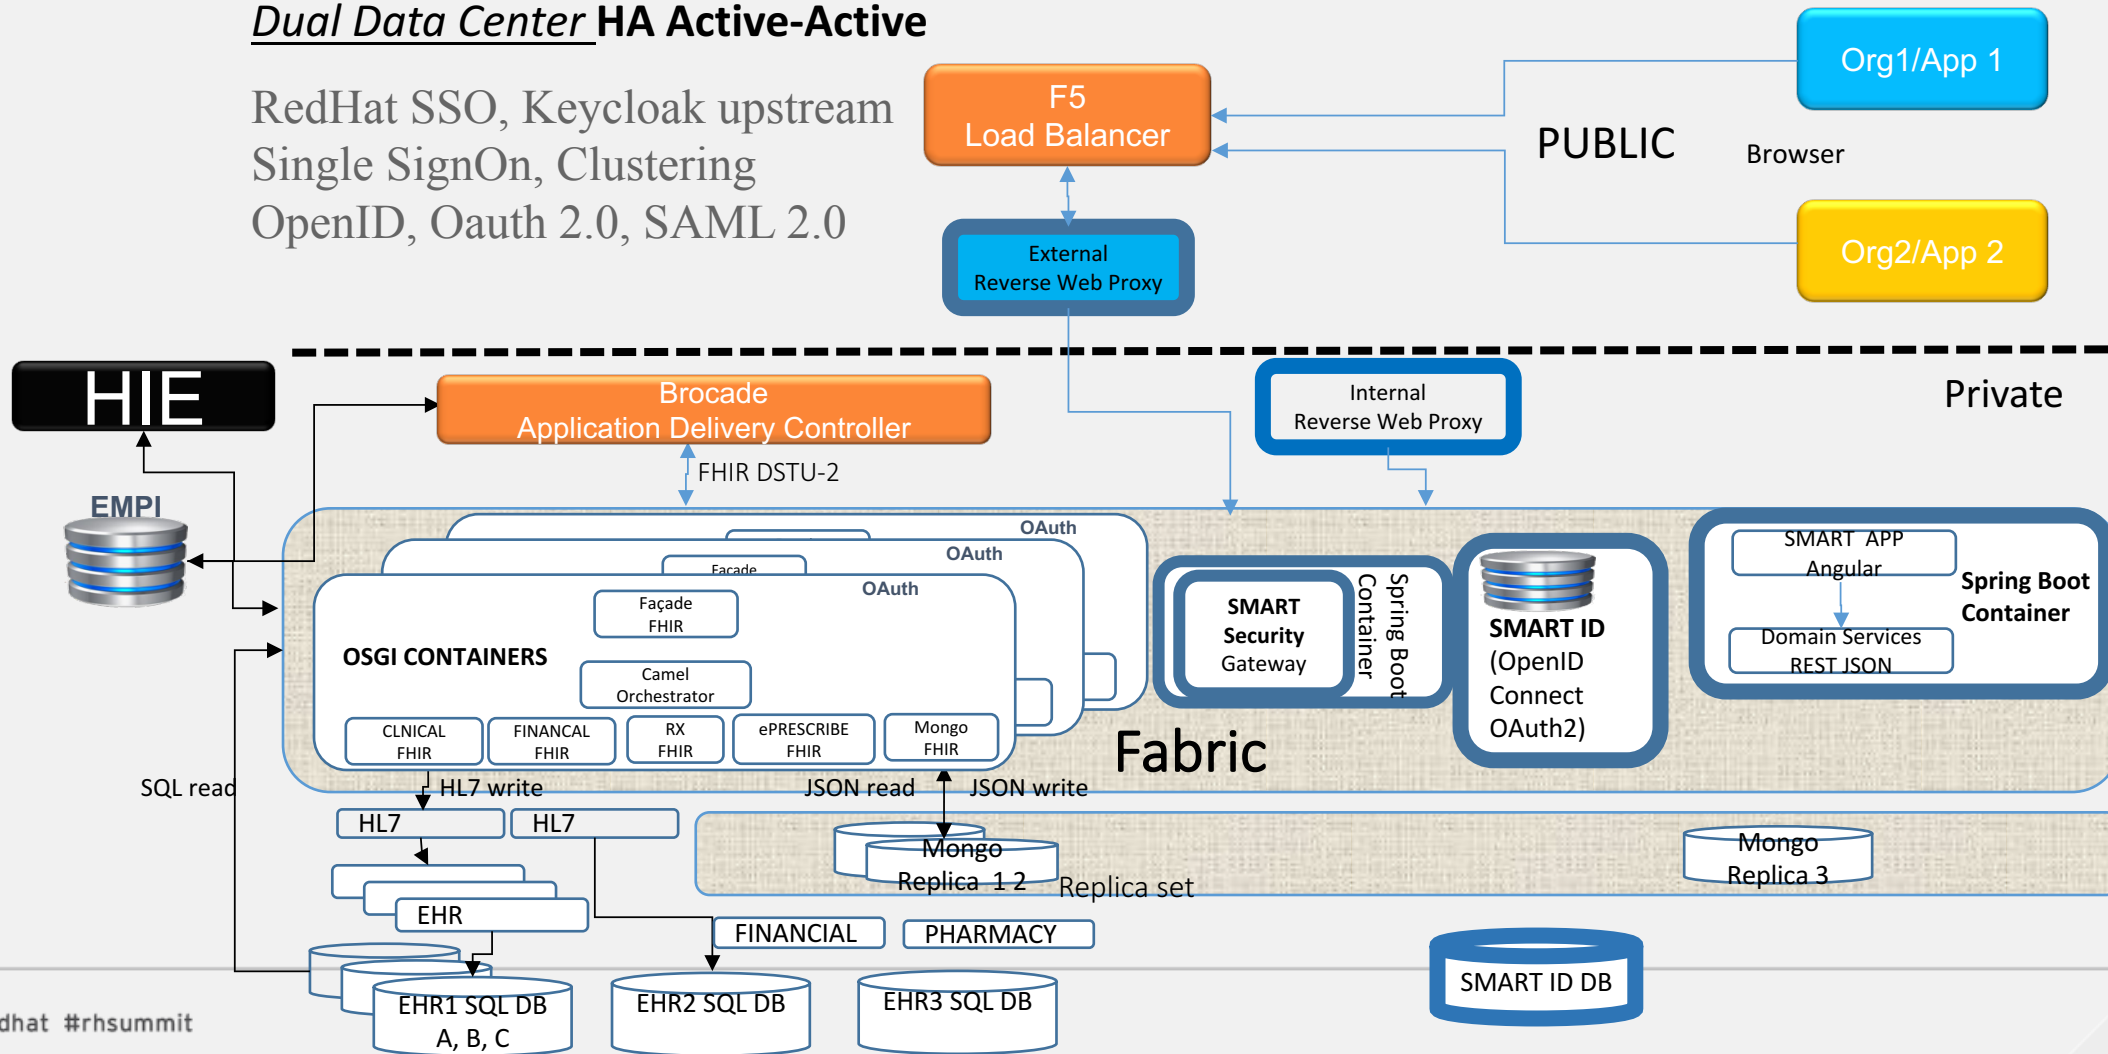 Dual Data Center HA Active-Active
RedHat SSO, Keycloak upstream
Single SignOn, Clustering
OpenID, Oauth 2.0, SAML 2.0
F5
Load Balancer
Org1/App 1
PUBLIC
Browser
Org2/App 2
External
Reverse Web Proxy
HIE
Brocade
Application Delivery Controller
Internal
Reverse Web Proxy
Private
FHIR DSTU-2
EMPI
OAuth
OAuth
Facade
OAuth
Façade
FHIR
OSGI CONTAINERS
Camel
Orchestrator
CLNICAL
FHIR
FINANCAL
FHIR
RX
FHIR
ePRESCRIBE
FHIR
Mongo
FHIR
SMART
Security
Gateway
Spring Boot
Container
SMART ID
(OpenID
Connect
OAuth2)
SMART APP
Angular
Domain Services
REST JSON
Spring Boot
Container
Fabric
SQL read
HL7 write
JSON read
JSON write
HL7
HL7
Mongo
Replica 1 2
Replica set
Mongo
Replica 3
EHR
FINANCIAL
PHARMACY
EHR1 SQL DB
A, B, C
EHR2 SQL DB
EHR3 SQL DB
SMART ID DB
dhat #rhsummit